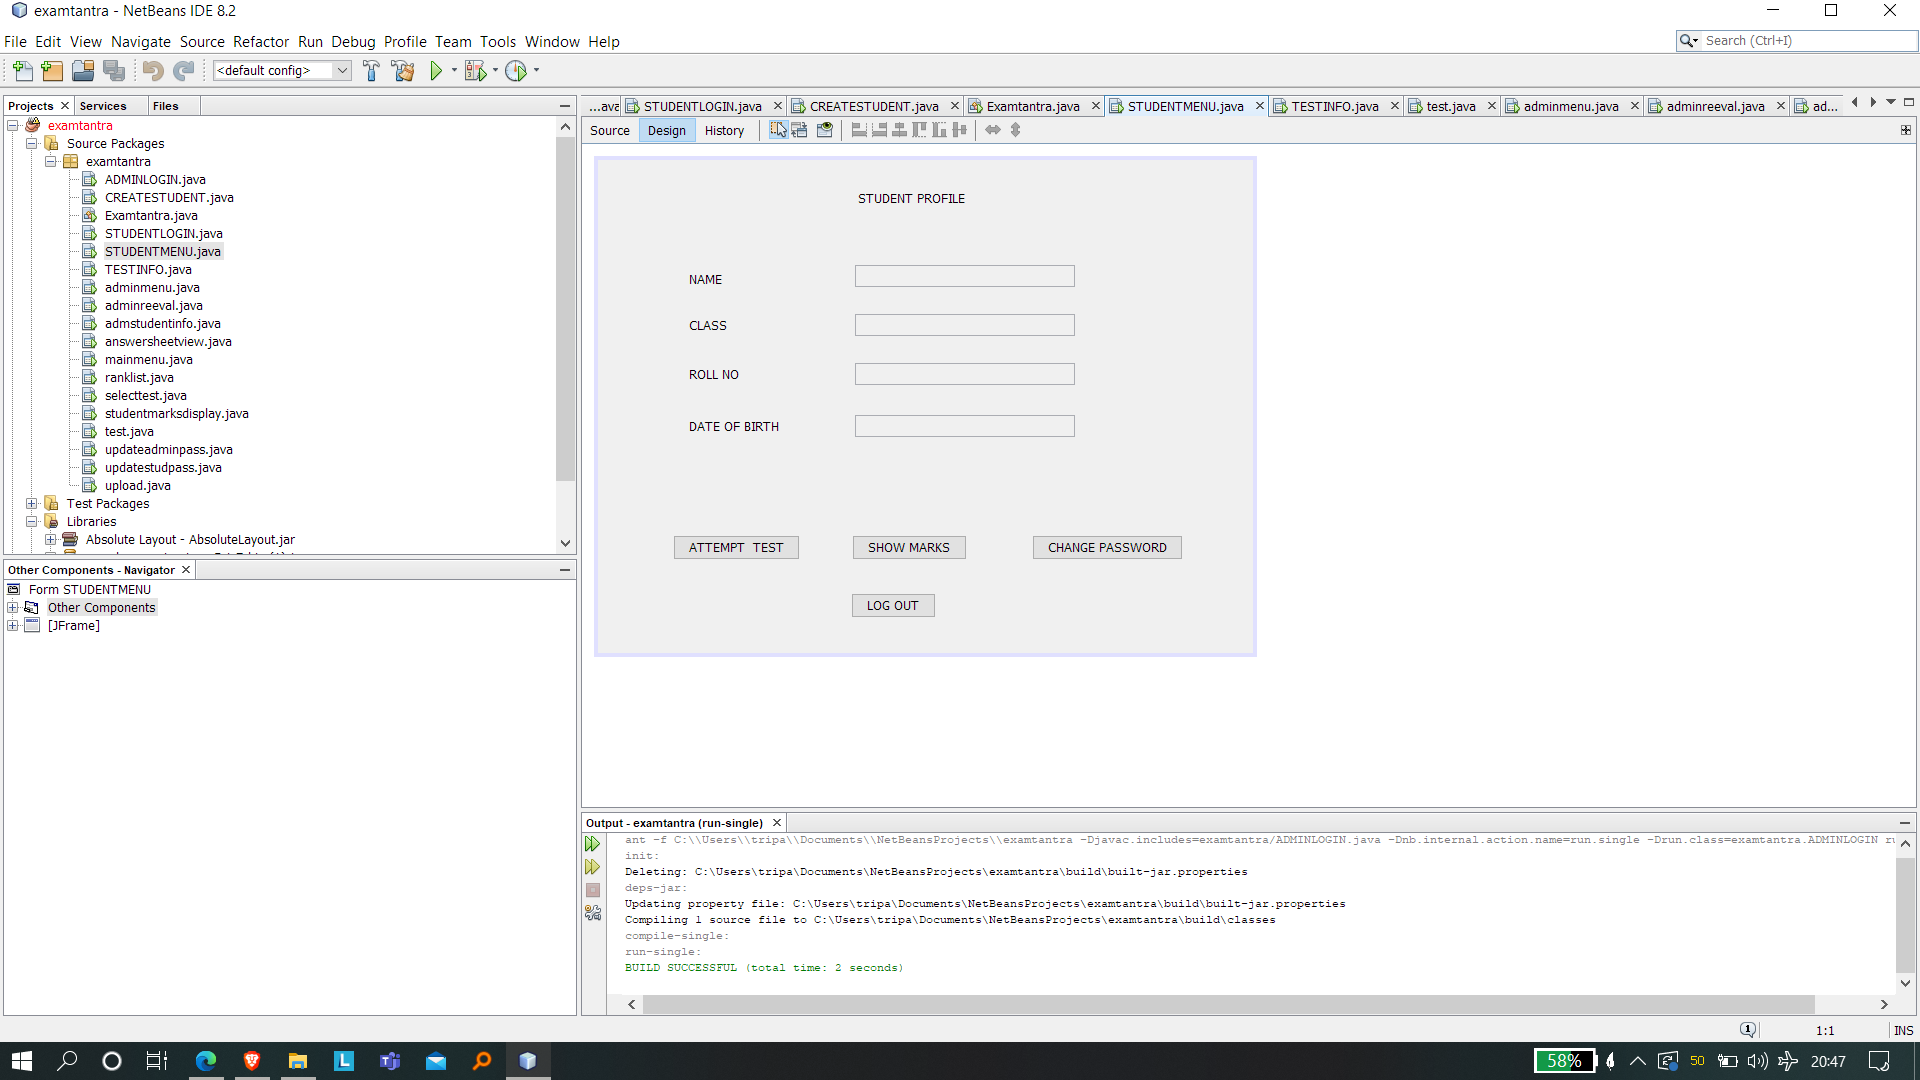 examtantra - NetBeans IDE 8.2
File Edit View Navigate Source Refactor Run Debug Profile Team Tools Window Help
Search (Ctrl+I)
<default config>
Projects Services Files
examtantra
Source Packages
examtantra
ADMINLOGIN.java
CREATESTUDENT.java
Examtantra.java
STUDENTLOGIN.java
STUDENTMENU.java
TESTINFO.java
adminmenu.java
adminreeval.java
admstudentinfo.java
answersheetview.java
mainmenu.java
ranklist.java
selecttest.java
studentmarksdisplay.java
test.java
updateadminpass.java
updatestudpass.java
upload.java
Test Packages
Libraries
Absolute Layout - AbsoluteLayout.jar
Other Components - Navigator
Form STUDENTMENU
Other Components
[JFrame]
...ava STUDENTLOGIN.java CREATESTUDENT.java Examtantra.java STUDENTMENU.java TESTINFO.java test.java adminmenu.java adminreeval.java ad...
Source Design History
STUDENT PROFILE
NAME
CLASS
ROLL NO
DATE OF BIRTH
ATTEMPT TEST SHOW MARKS CHANGE PASSWORD
LOG OUT
Output - examtantra (run-single)
ant -f C:\\Users\\tripa\\Documents\\NetBeansProjects\\examtantra -Djavac.includes=examtantra/ADMINLOGIN.java -Dnb.internal.action.name=run.single -Drun.class=examtantra.ADMINLOGIN
init:
Deleting: C:\Users\tripa\Documents\NetBeansProjects\examtantra\build\built-jar.properties
deps-jar:
Updating property file: C:\Users\tripa\Documents\NetBeansProjects\examtantra\build\built-jar.properties
Compiling 1 source file to C:\Users\tripa\Documents\NetBeansProjects\examtantra\build\classes
compile-single:
run-single:
BUILD SUCCESSFUL (total time: 2 seconds)
1:1 INS
58% 50 20:47